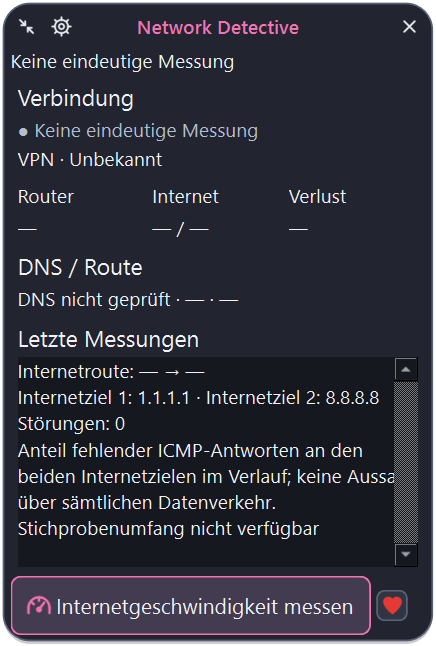 Network Detective
Keine eindeutige Messung
Verbindung
● Keine eindeutige Messung
VPN · Unbekannt
Router Internet Verlust
— — / — —
DNS / Route
DNS nicht geprüft · — · —
Letzte Messungen
Internetroute: — → —
Internetziel 1: 1.1.1.1 · Internetziel 2: 8.8.8.8
Störungen: 0
Anteil fehlender ICMP-Antworten an den
beiden Internetzielen im Verlauf; keine Aussa
über sämtlichen Datenverkehr.
Stichprobenumfang nicht verfügbar
Internetgeschwindigkeit messen